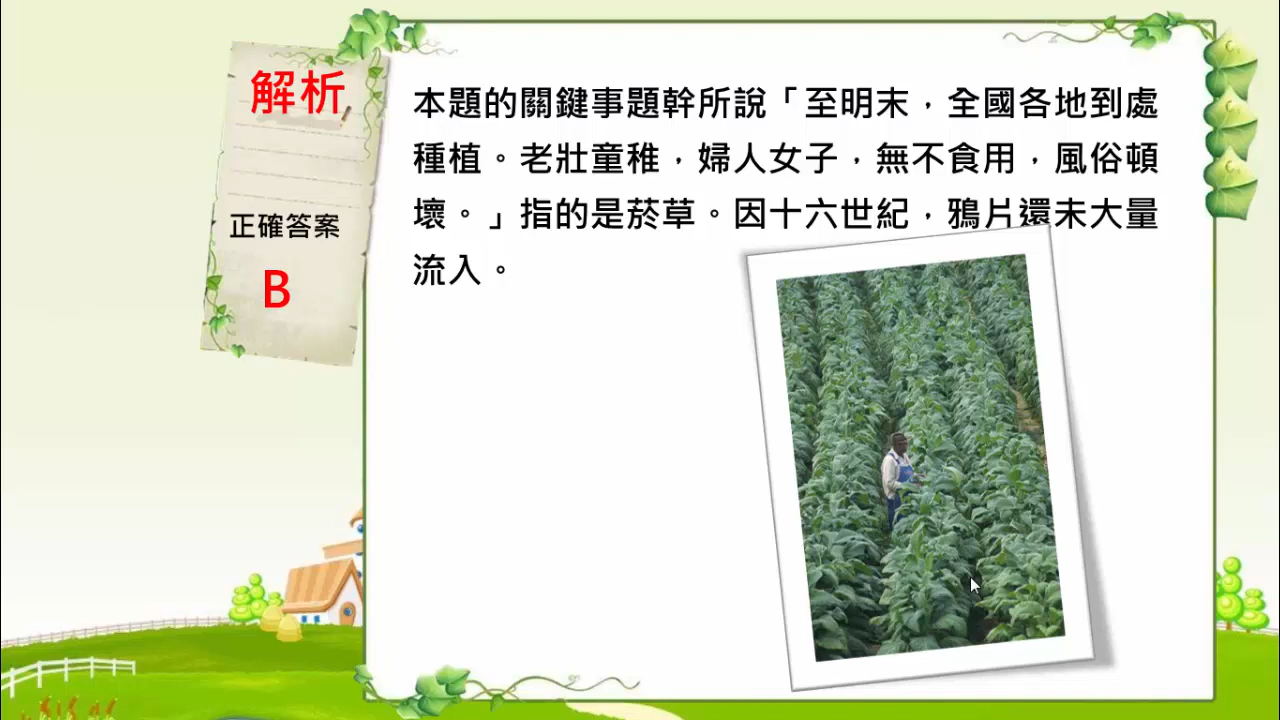 解析
正確答案
B
本題的關鍵事題幹所說「至明末，全國各地到處
種植。老壯童稚，婦人女子，無不食用，風俗頓
壞。」指的是菸草。因十六世紀，鴉片還未大量
流入。